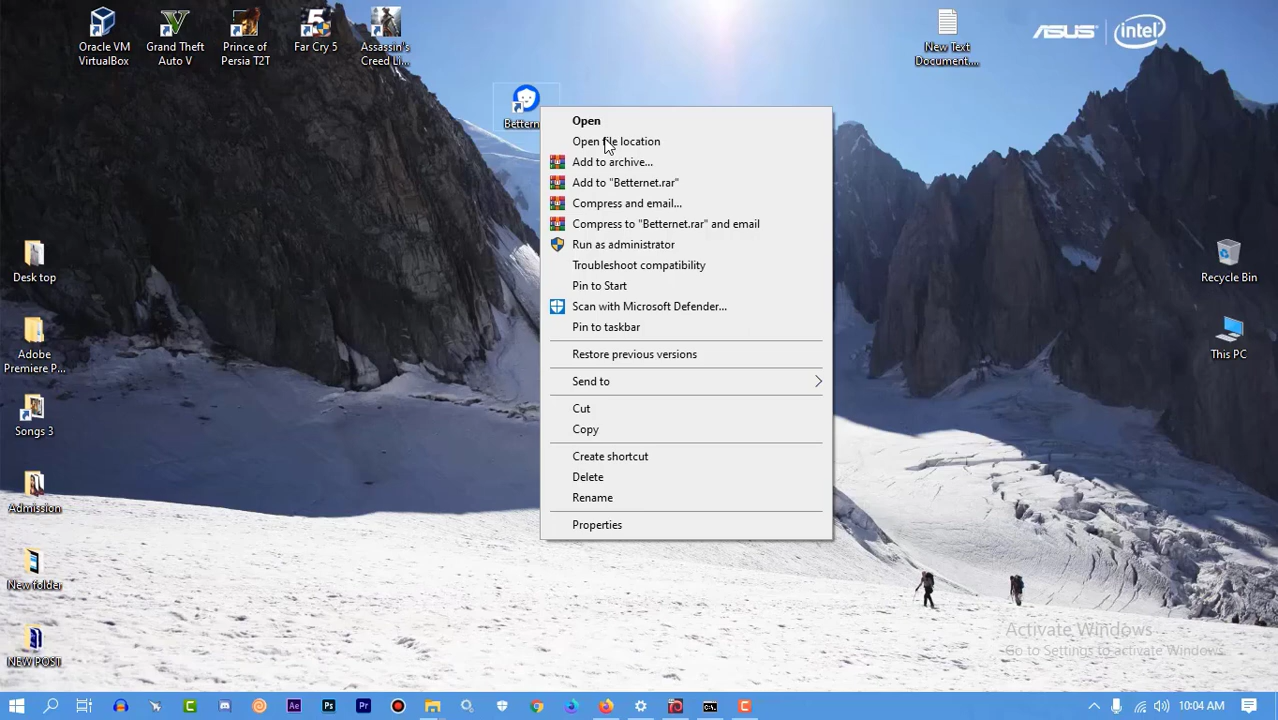 Oracle VM
VirtualBox
Grand Theft
Auto V
Prince of
Persia T2T
Far Cry 5
Assassin's
Creed Li...
New Text
Document....
ASUS
intel
Open
Open file location
Add to archive...
Add to "Betternet.rar"
Compress and email...
Compress to "Betternet.rar" and email
Run as administrator
Troubleshoot compatibility
Pin to Start
Scan with Microsoft Defender...
Pin to taskbar
Restore previous versions
Send to
Cut
Copy
Create shortcut
Delete
Rename
Properties
Desk top
Adobe
Premiere P...
Songs 3
Admission
New folder
NEW POST
Recycle Bin
This PC
Activate Windows
Go to Settings to activate Windows.
Ae
Ps
Pr
10:04 AM